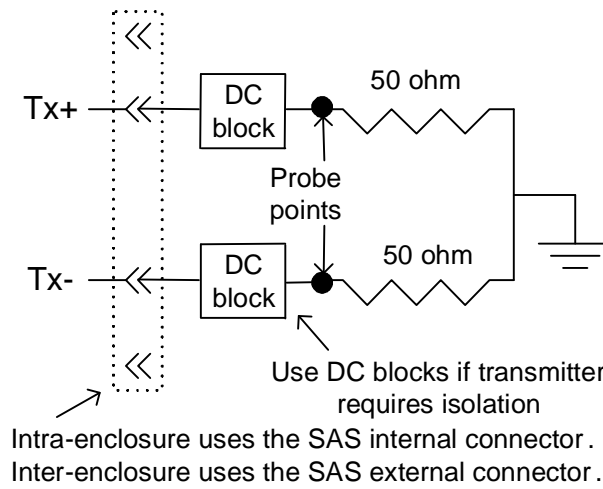 50 ohm
Tx+
DC
block
Probe
points
50 ohm
Tx-
DC
block
Use DC blocks if transmitter
requires isolation
Intra-enclosure uses the SAS internal connector.
Inter-enclosure uses the SAS external connector.